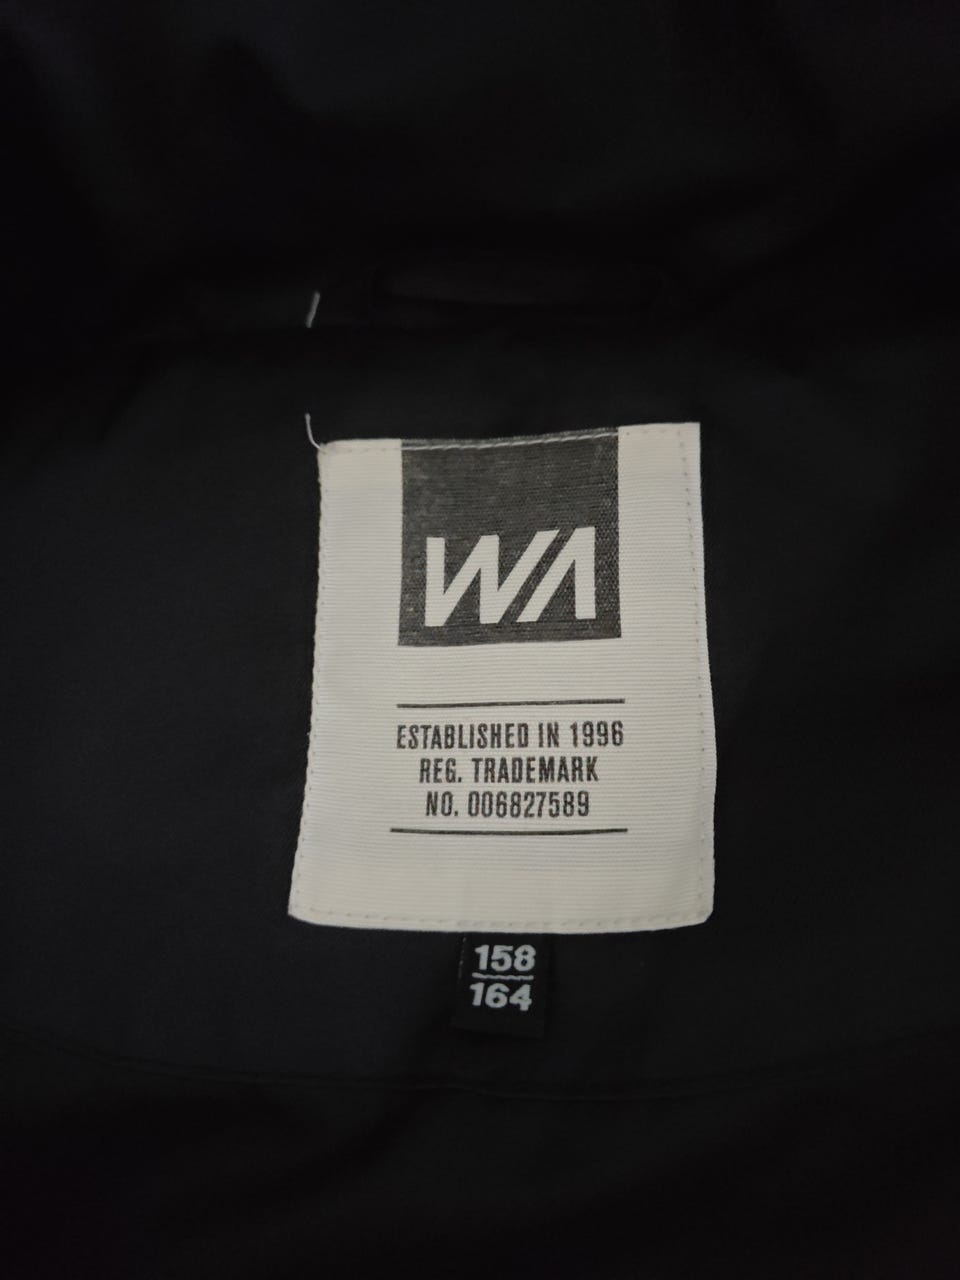 WA
ESTABLISHED IN 1996
REG. TRADEMARK
NO. 006827589
158
164